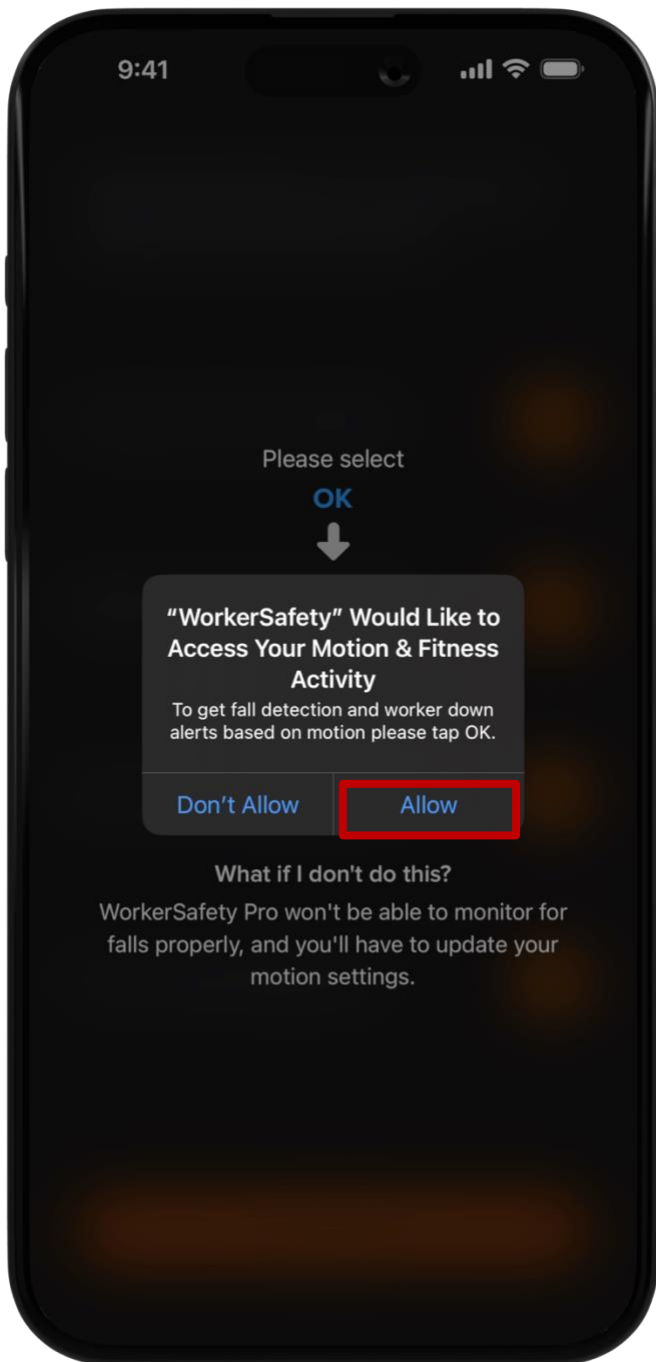 9:41
Please select
OK
“WorkerSafety” Would Like to
Access Your Motion & Fitness
Activity
To get fall detection and worker down
alerts based on motion please tap OK.
Don’t Allow
Allow
What if I don't do this?
WorkerSafety Pro won't be able to monitor for
falls properly, and you'll have to update your
motion settings.